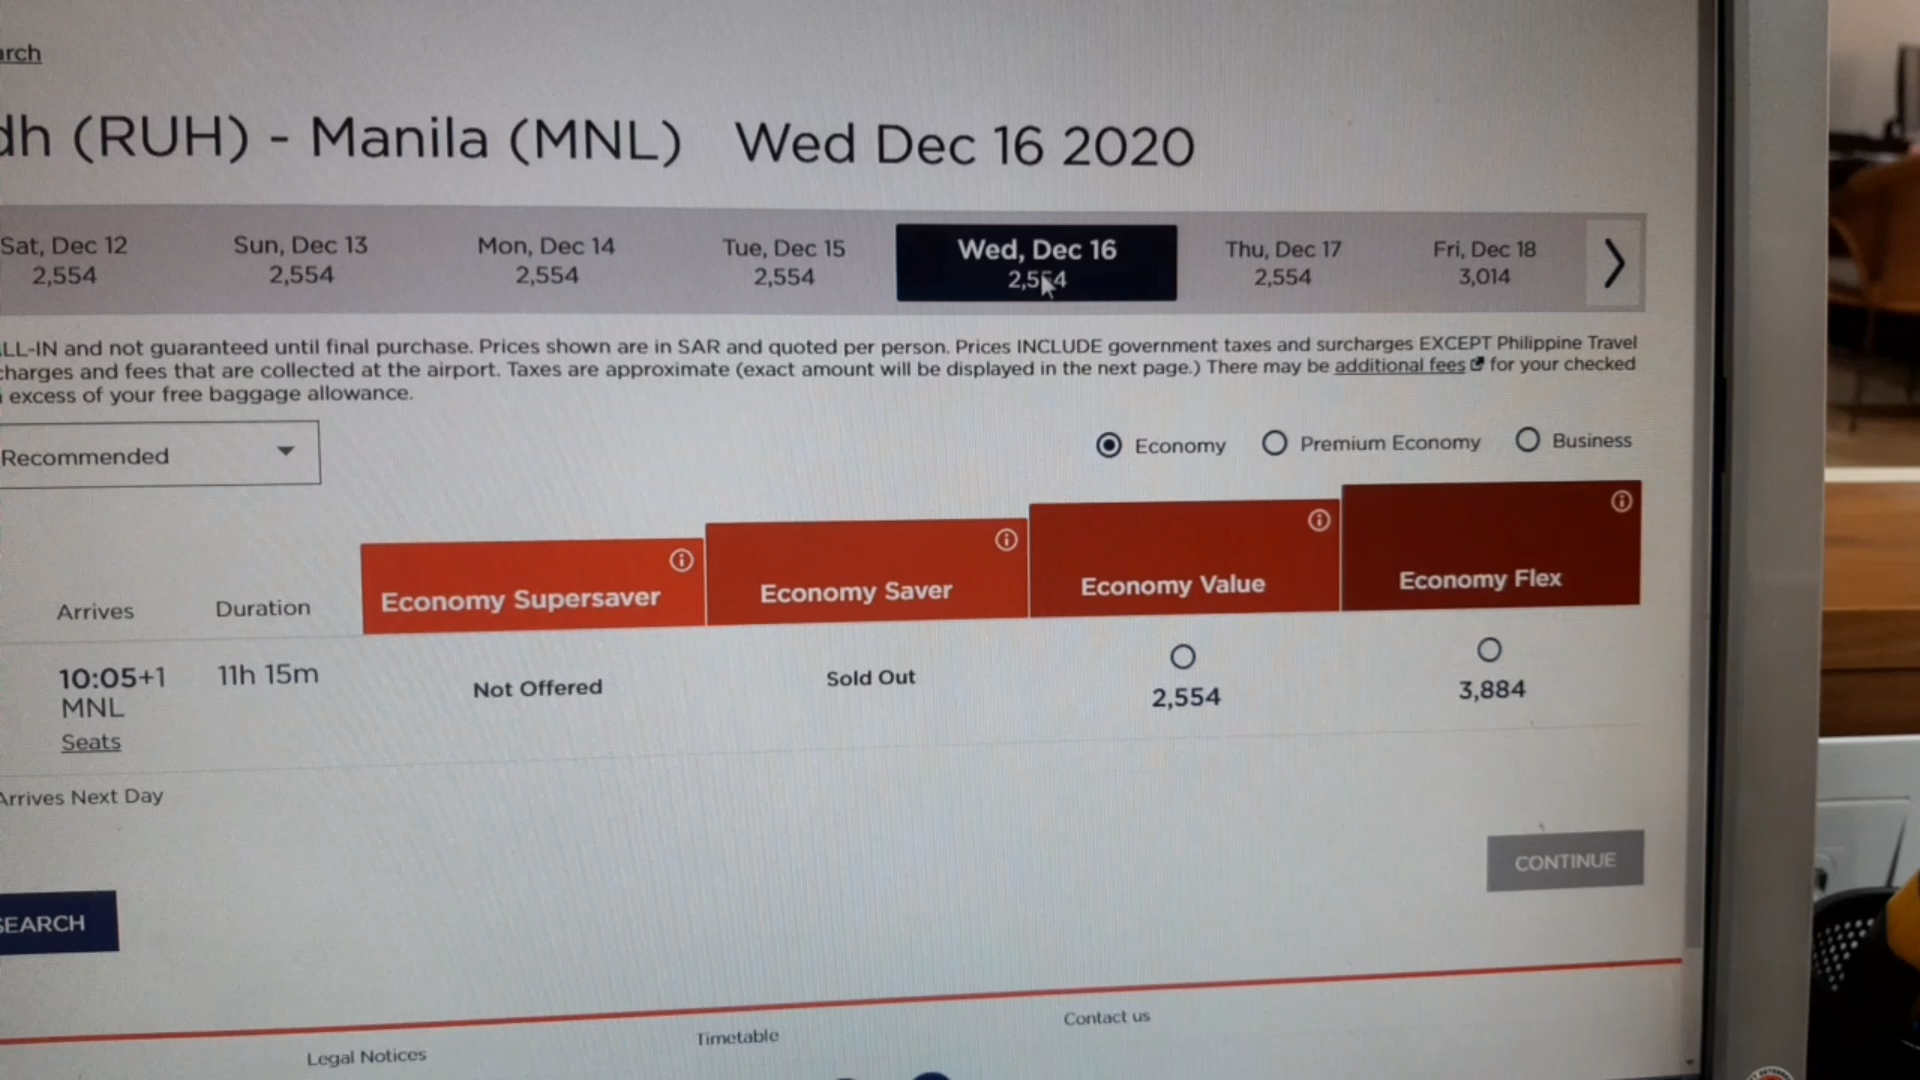 arch
dh (RUH) - Manila (MNL) Wed Dec 16 2020
Sat, Dec 12 Sun, Dec 13 Mon, Dec 14 Tue, Dec 15 Wed, Dec 16 Thu, Dec 17 Fri, Dec 18
2,554 2,554 2,554 2,554 2,554 2,554 3,014
LL-IN and not guaranteed until final purchase. Prices shown are in SAR and quoted per person. Prices INCLUDE government taxes and surcharges EXCEPT Philippine Travel
charges and fees that are collected at the airport. Taxes are approximate (exact amount will be displayed in the next page.) There may be additional fees for your checked
excess of your free baggage allowance.
Recommended
Economy Premium Economy Business
Arrives Duration Economy Supersaver Economy Saver Economy Value Economy Flex
10:05+1 11h 15m Not Offered Sold Out 2,554 3,884
MNL
Seats
Arrives Next Day
CONTINUE
SEARCH
Legal Notices Timetable Contact us